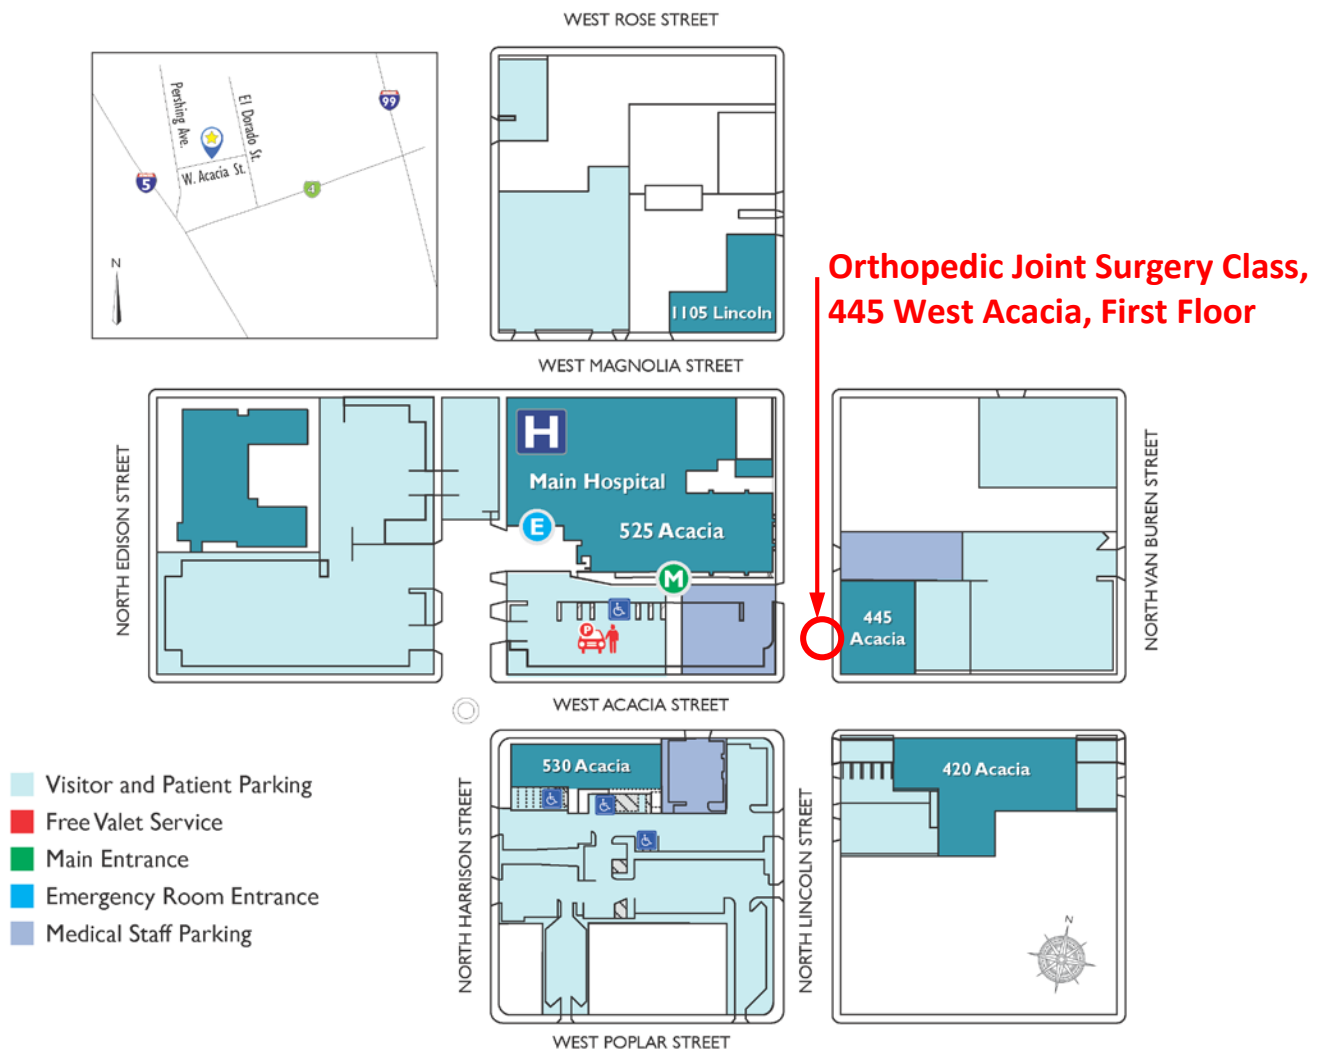 WEST ROSE STREET
Pershing Ave.
El Dorado St.
W. Acacia St.
99
5
4
N
1105 Lincoln
Orthopedic Joint Surgery Class,
445 West Acacia, First Floor
WEST MAGNOLIA STREET
NORTH EDISON STREET
H
Main Hospital
E
525 Acacia
M
P
445
Acacia
NORTH VAN BUREN STREET
WEST ACACIA STREET
530 Acacia
420 Acacia
NORTH HARRISON STREET
NORTH LINCOLN STREET
Visitor and Patient Parking
Free Valet Service
Main Entrance
Emergency Room Entrance
Medical Staff Parking
N
WEST POPLAR STREET